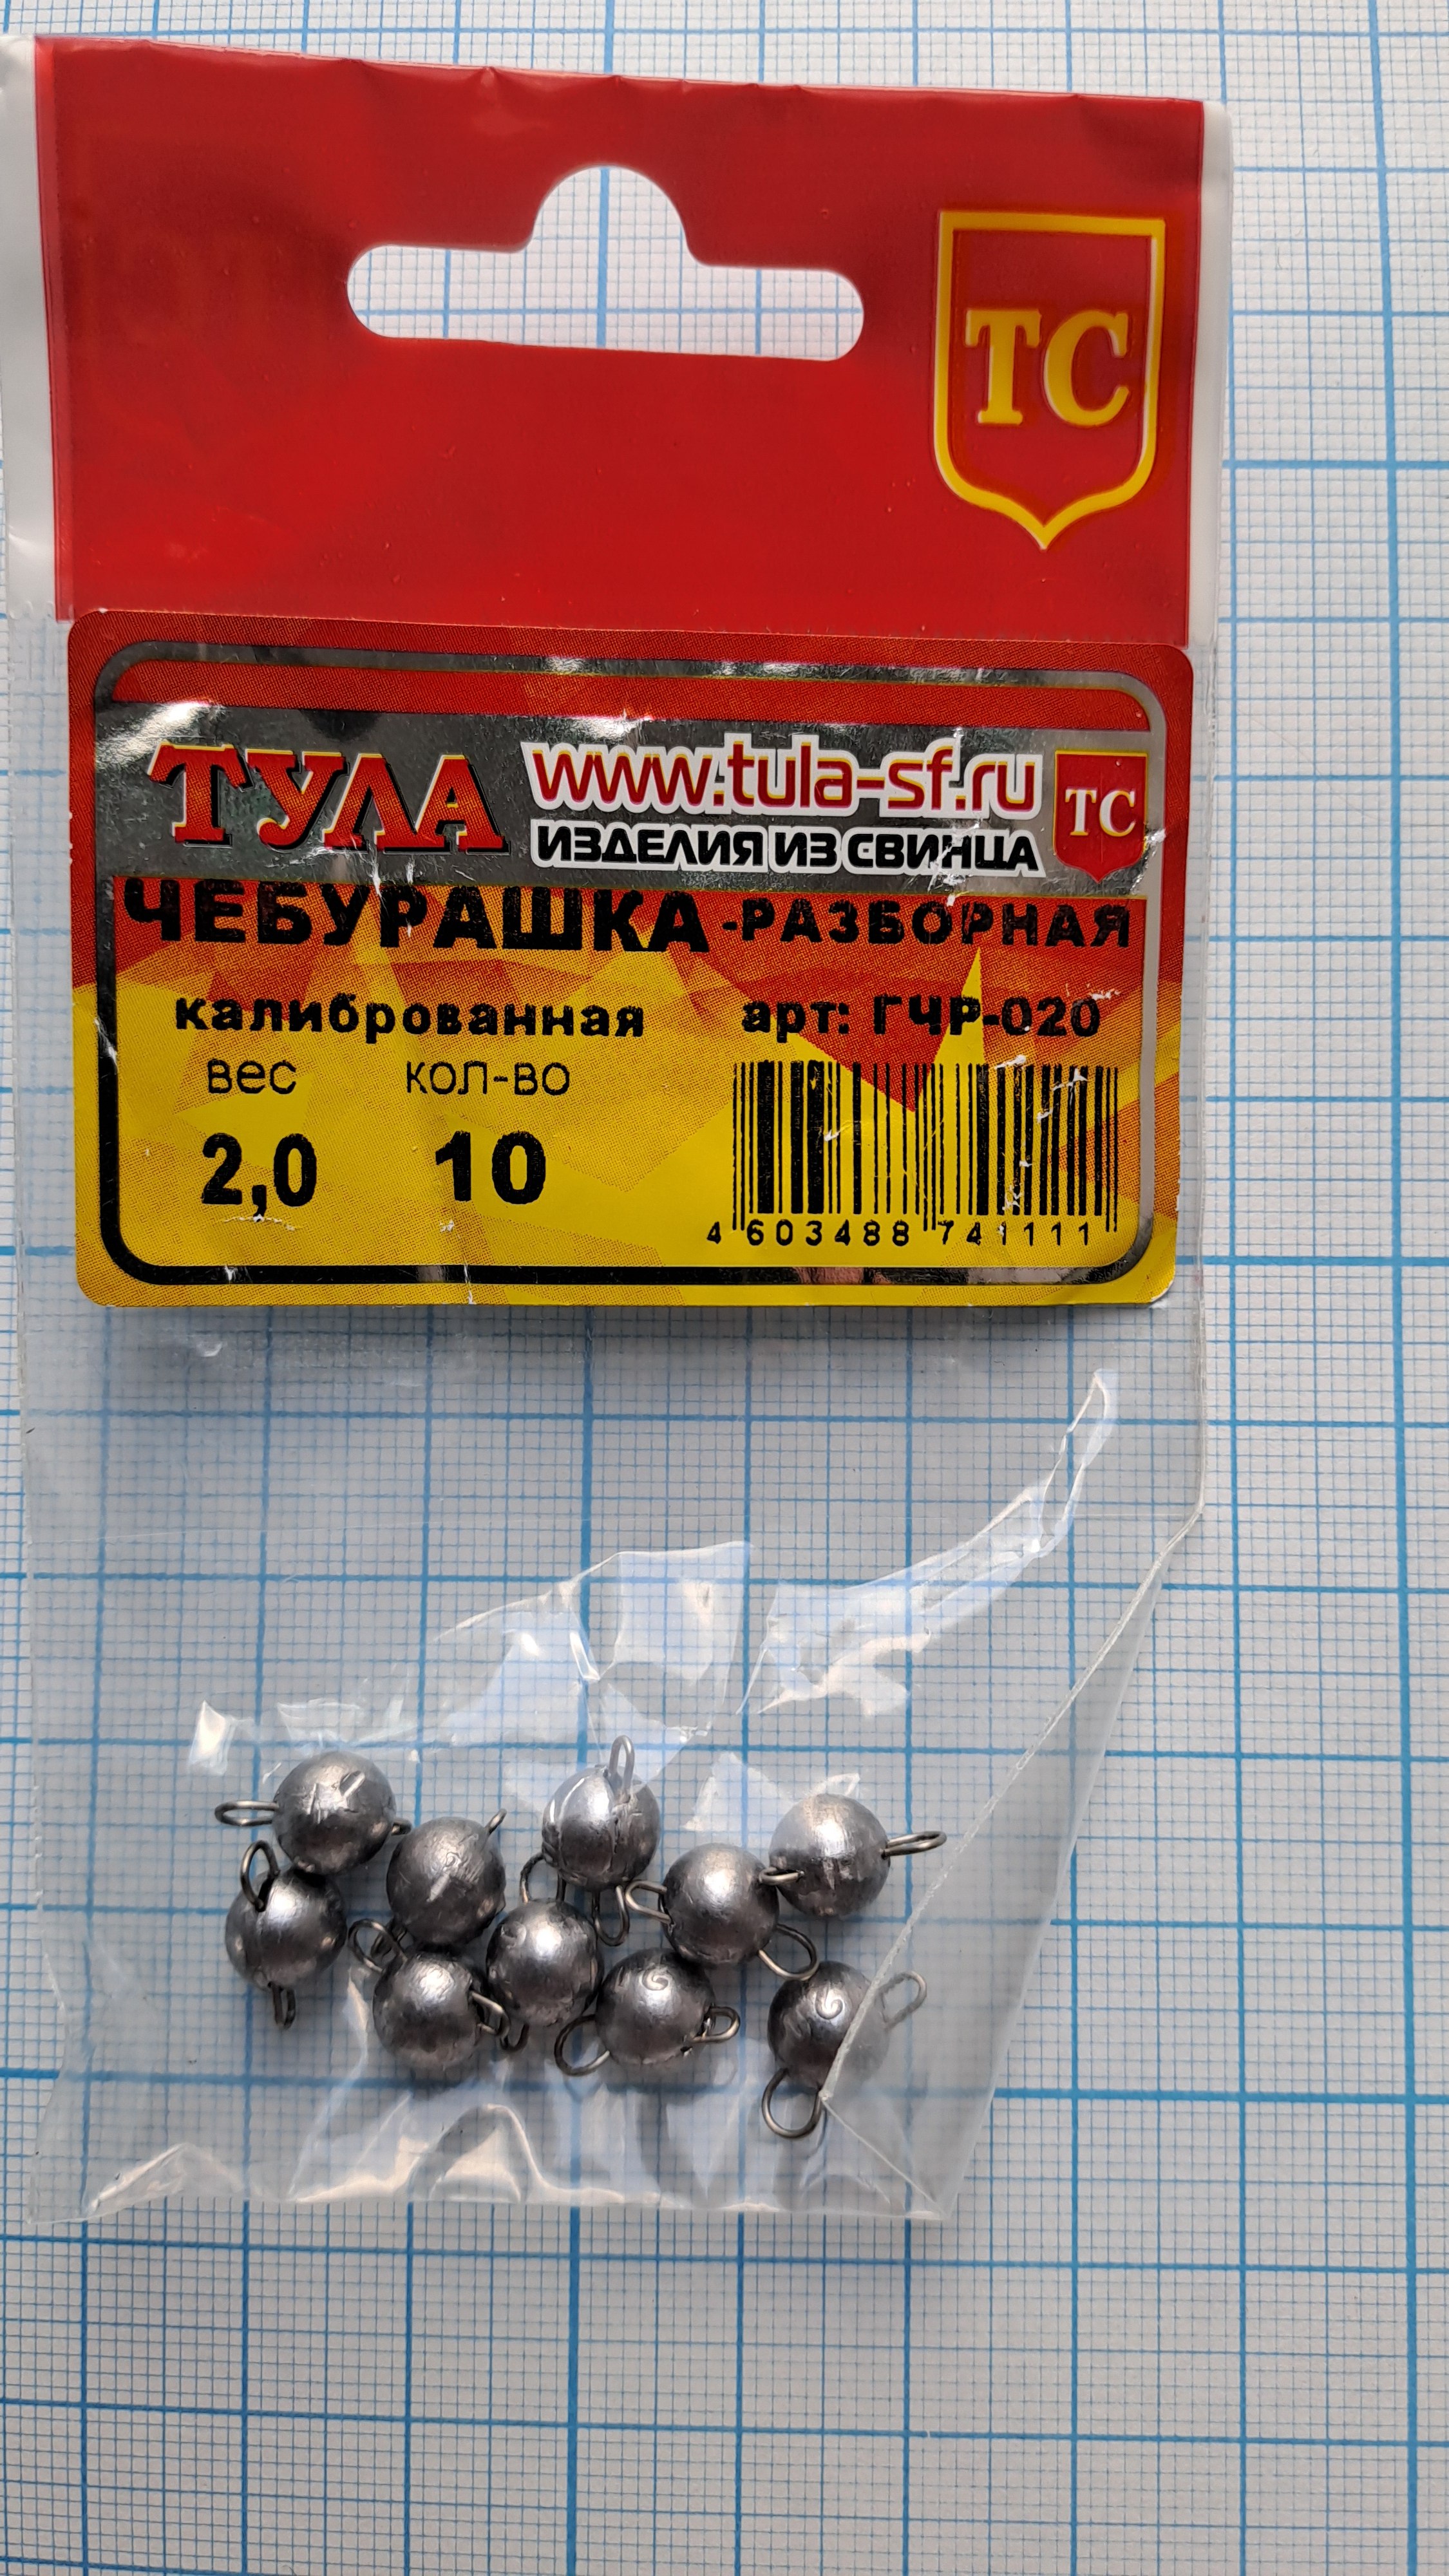 ТС
ТУЛА www.tula-sf.ru ТС
ИЗДЕЛИЯ ИЗ СВИНЦА
ЧЕБУРАШКА -РАЗБОРНАЯ
калиброванная арт: ГЧР-020
вес кол-во
2,0 10
4 603488 741111
G
G